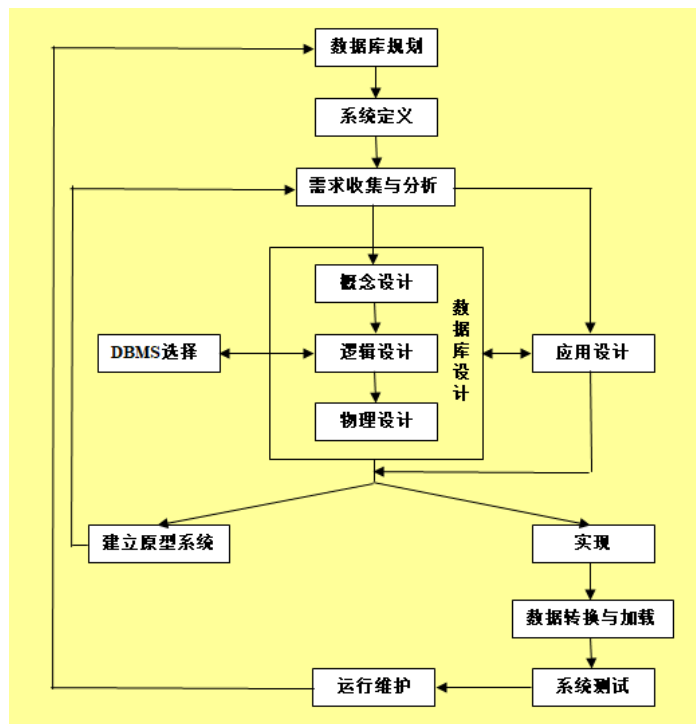 数据库规划
系统定义
需求收集与分析
概念设计
数据库设计
DBMS选择
逻辑设计
应用设计
物理设计
建立原型系统
实现
数据转换与加载
运行维护
系统测试